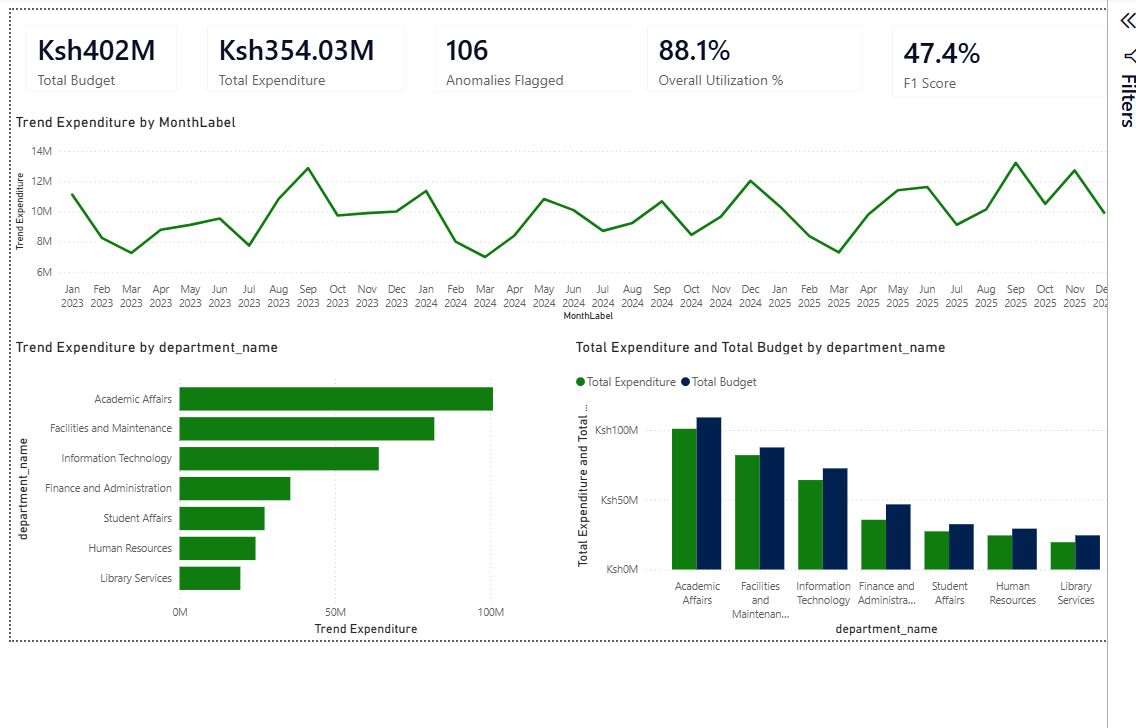 Ksh402M
Total Budget
Ksh354.03M
Total Expenditure
106
Anomalies Flagged
88.1%
Overall Utilization %
47.4%
F1 Score
Filters
Trend Expenditure by MonthLabel
Trend Expenditure
14M
12M
10M
8M
6M
Jan Feb Mar Apr May Jun Jul Aug Sep Oct Nov Dec Jan Feb Mar Apr May Jun Jul Aug Sep Oct Nov Dec Jan Feb Mar Apr May Jun Jul Aug Sep Oct Nov De
2023 2023 2023 2023 2023 2023 2023 2023 2023 2023 2023 2023 2024 2024 2024 2024 2024 2024 2024 2024 2024 2024 2024 2024 2025 2025 2025 2025 2025 2025 2025 2025 2025 2025 2025 202
MonthLabel
Trend Expenditure by department_name
department_name
Academic Affairs
Facilities and Maintenance
Information Technology
Finance and Administration
Student Affairs
Human Resources
Library Services
0M 50M 100M
Trend Expenditure
Total Expenditure and Total Budget by department_name
Total Expenditure Total Budget
Total Expenditure and Total ...
Ksh100M
Ksh50M
Ksh0M
Academic Affairs
Facilities and Maintenan...
Information Technology
Finance and Administra...
Student Affairs
Human Resources
Library Services
department_name